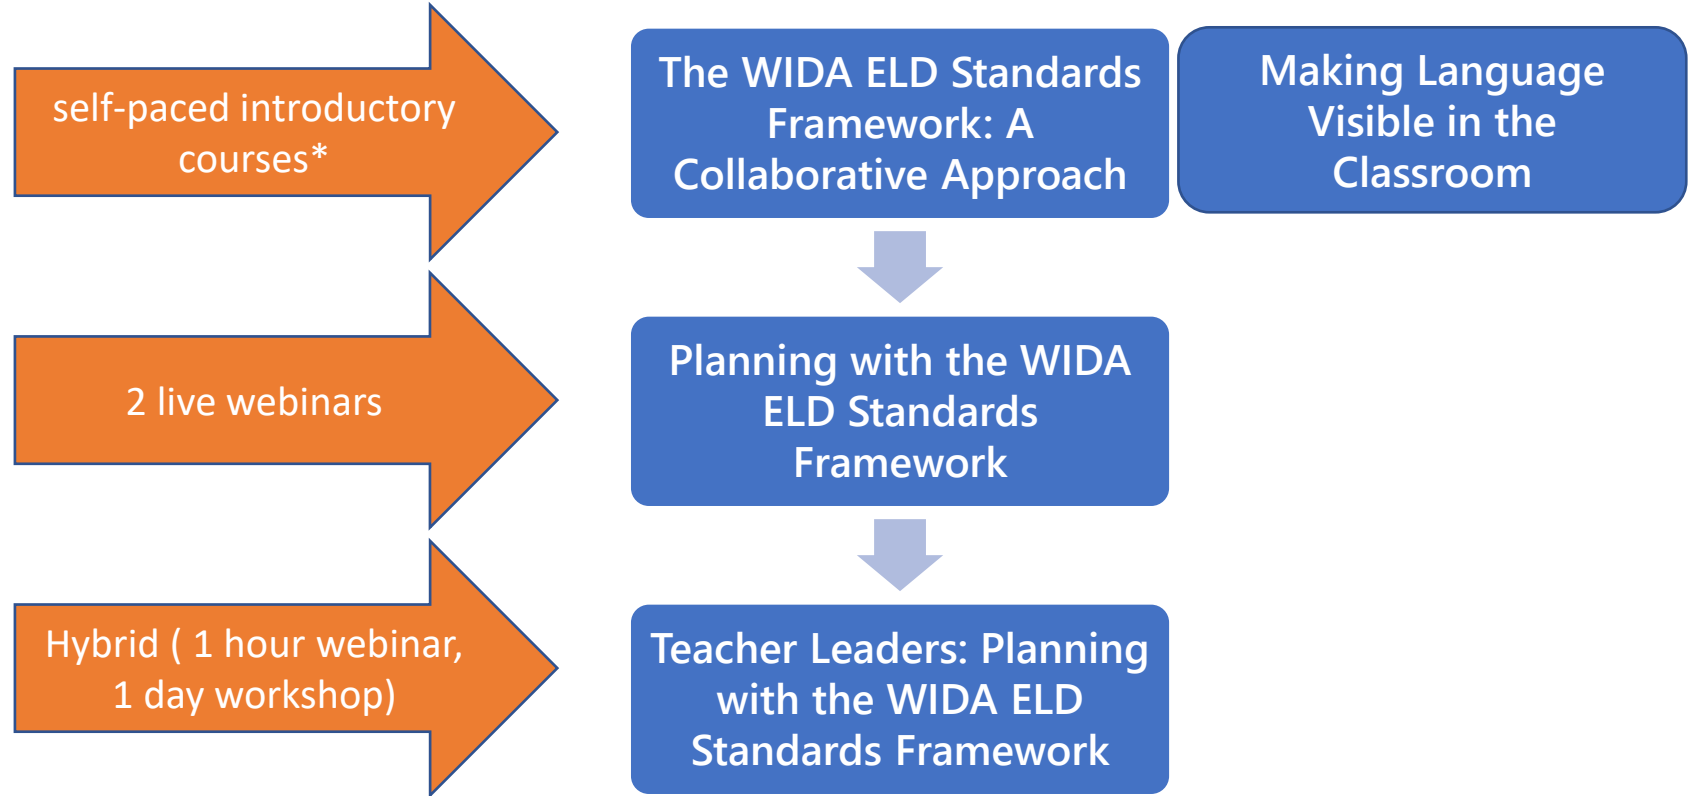 self-paced introductory
courses*
The WIDA ELD Standards
Framework: A
Collaborative Approach
Making Language
Visible in the
Classroom
2 live webinars
Planning with the WIDA
ELD Standards
Framework
Hybrid ( 1 hour webinar,
1 day workshop)
Teacher Leaders: Planning
with the WIDA ELD
Standards Framework